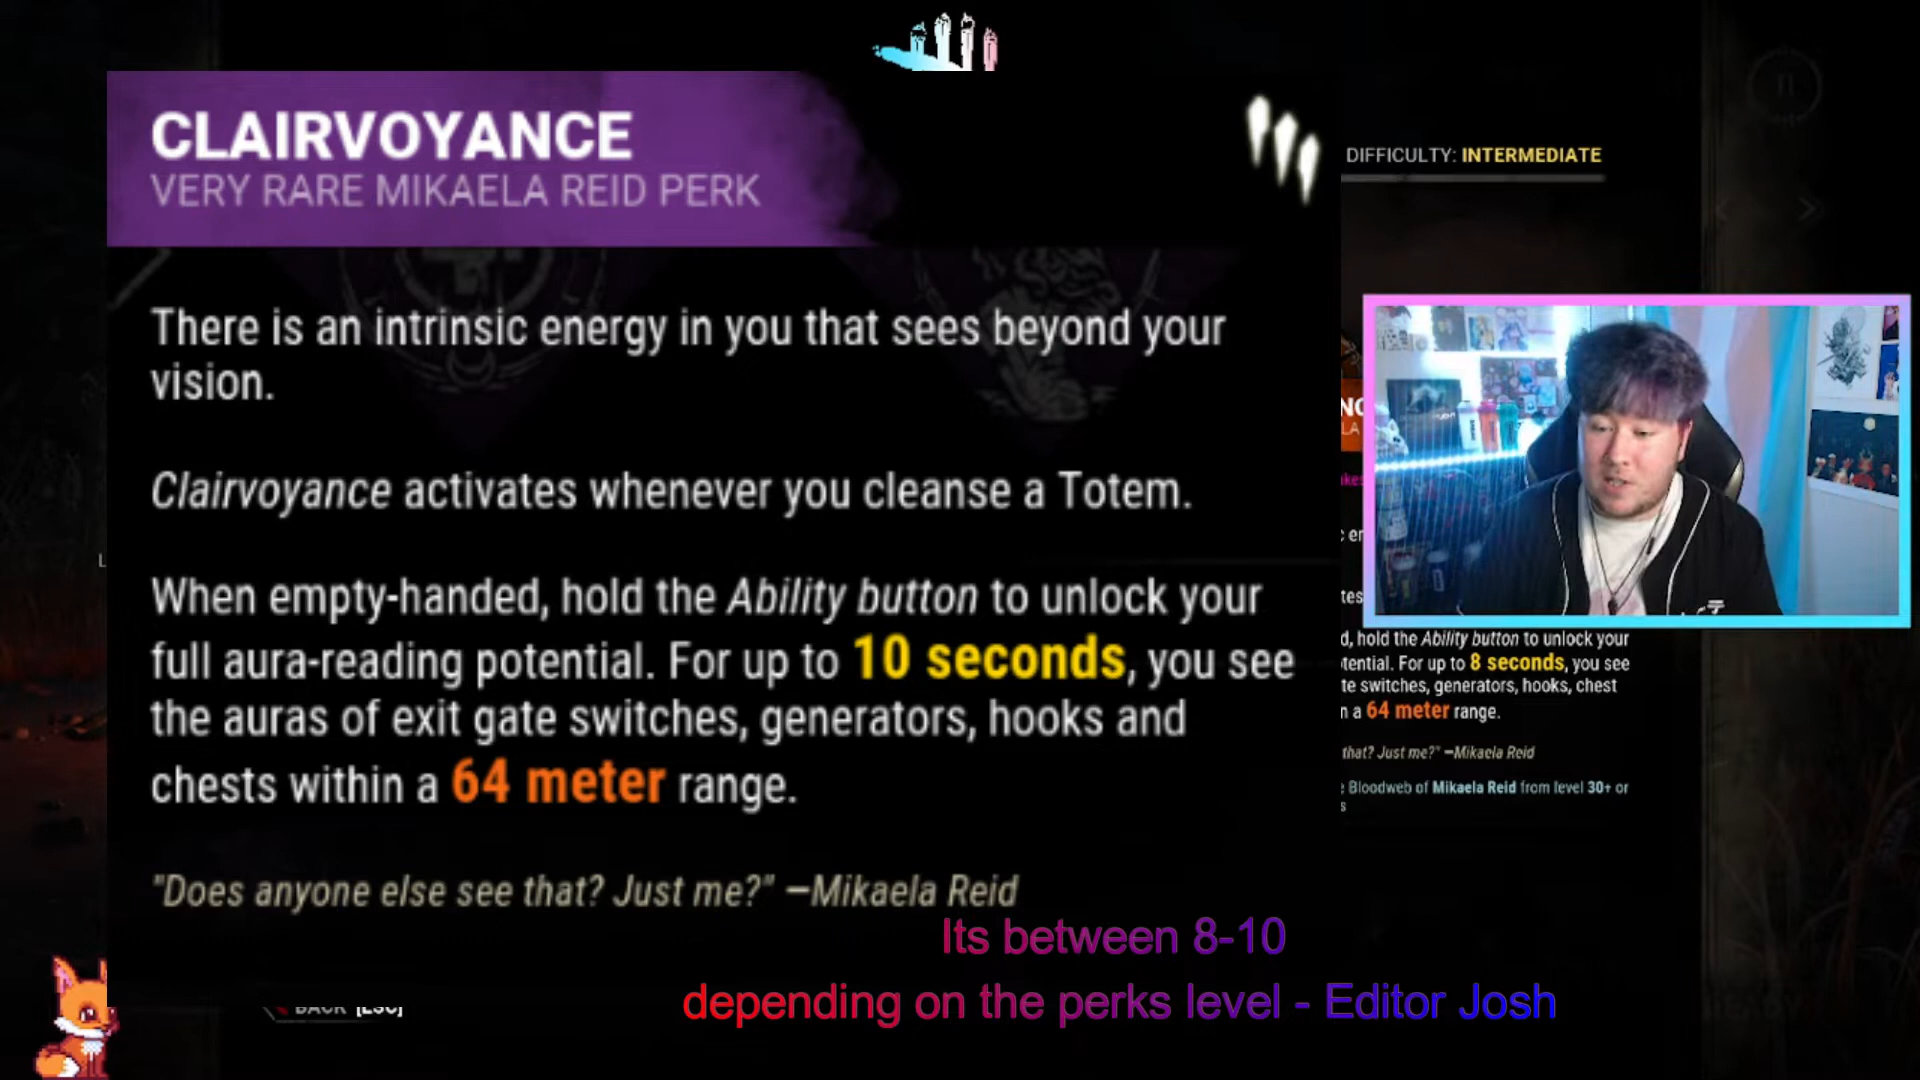 CLAIRVOYANCE
VERY RARE MIKAELA REID PERK
DIFFICULTY: INTERMEDIATE
There is an intrinsic energy in you that sees beyond your
vision.
Clairvoyance activates whenever you cleanse a Totem.
When empty-handed, hold the Ability button to unlock your
full aura-reading potential. For up to 10 seconds, you see
the auras of exit gate switches, generators, hooks and
chests within a 64 meter range.
"Does anyone else see that? Just me?" —Mikaela Reid
d, hold the Ability button to unlock your
tential. For up to 8 seconds, you see
te switches, generators, hooks, chest
n a 64 meter range.
that? Just me?" —Mikaela Reid
Bloodweb of Mikaela Reid from level 30+ or
Its between 8-10
depending on the perks level - Editor Josh
BACK [ESC]